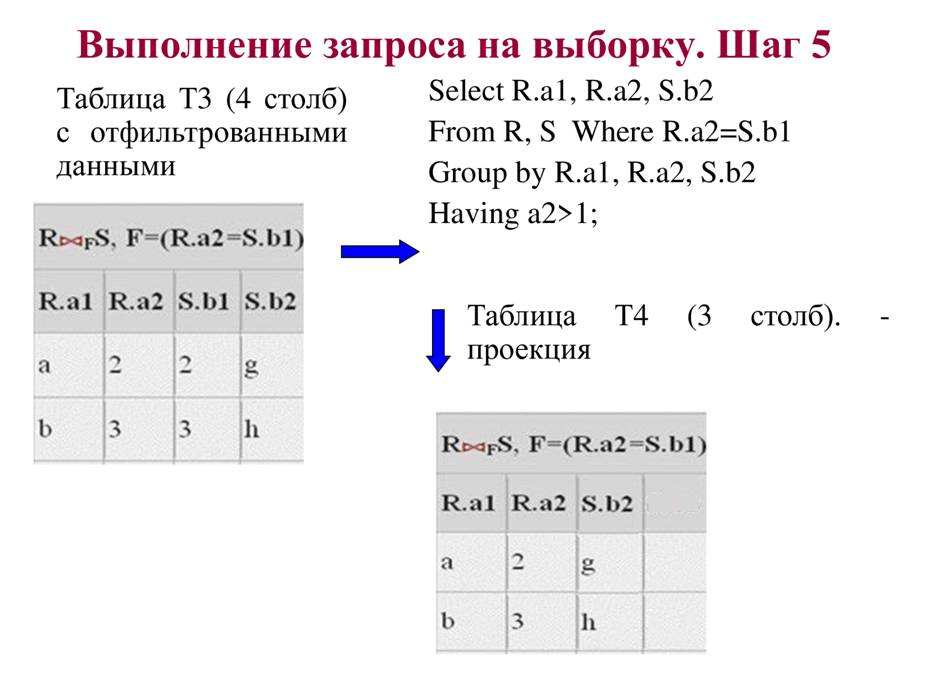 Выполнение запроса на выборку. Шаг 5
Таблица Т3 (4 столб)
с отфильтрованными
данными
Select R.a1, R.a2, S.b2
From R, S Where R.a2=S.b1
Group by R.a1, R.a2, S.b2
Having a2>1;
R⋈FS, F=(R.a2=S.b1)
R.a1 R.a2 S.b1 S.b2
a 2 2 g
b 3 3 h
Таблица Т4 (3 столб). -
проекция
R⋈FS, F=(R.a2=S.b1)
R.a1 R.a2 S.b2
a 2 g
b 3 h